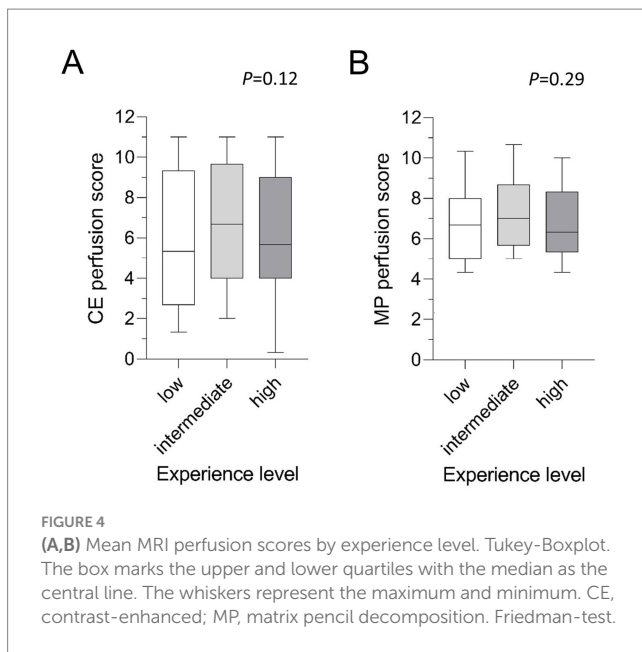 A
P=0.12
CE perfusion score
12
10
8
6
4
2
0
low
intermediate
high
Experience level
B
P=0.29
MP perfusion score
12
10
8
6
4
2
0
low
intermediate
high
Experience level
FIGURE 4
(A,B) Mean MRI perfusion scores by experience level. Tukey-Boxplot.
The box marks the upper and lower quartiles with the median as the
central line. The whiskers represent the maximum and minimum. CE,
contrast-enhanced; MP, matrix pencil decomposition. Friedman-test.